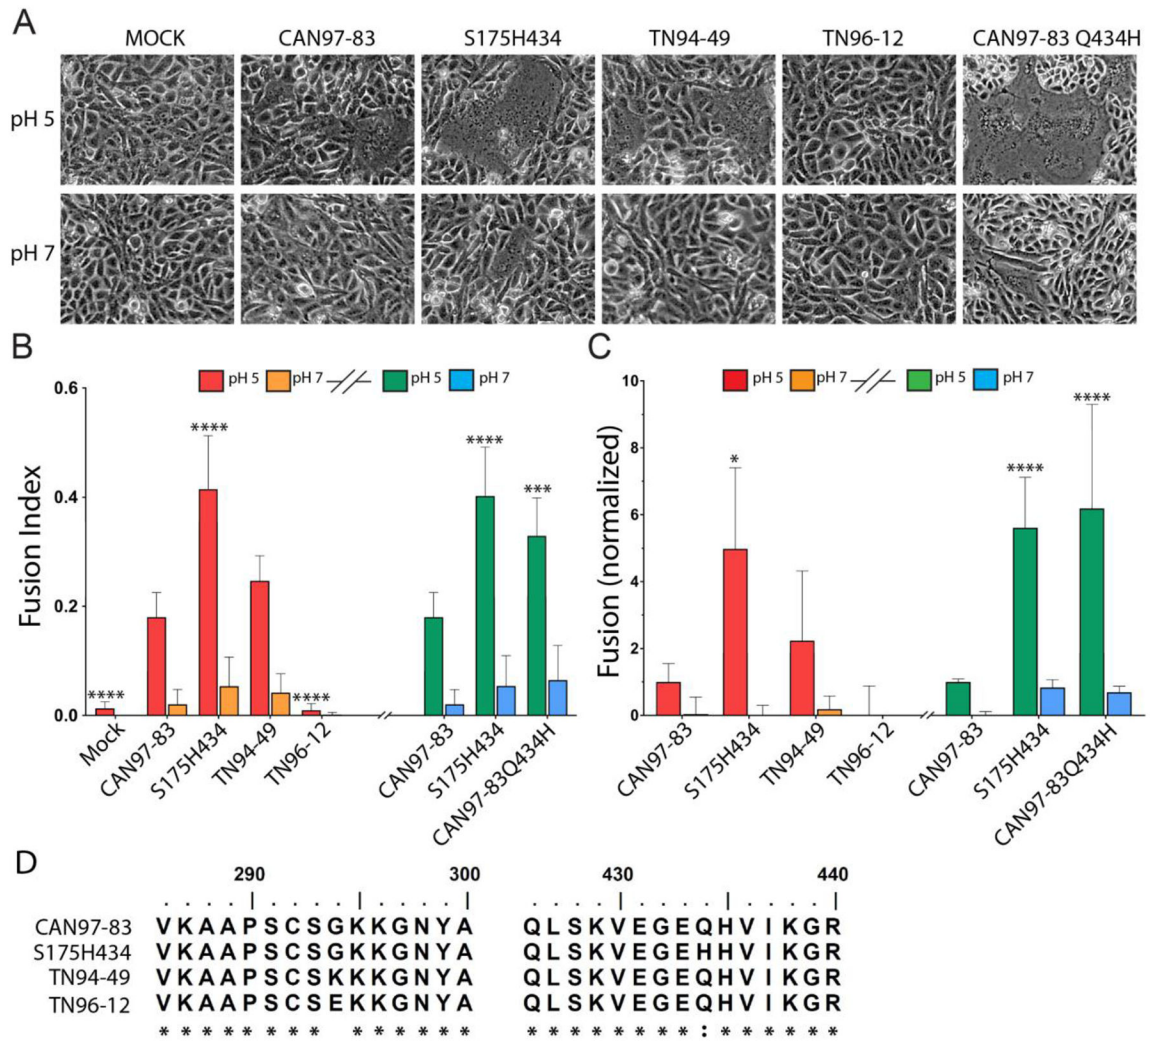 A
MOCK CAN97-83 S175H434 TN94-49 TN96-12 CAN97-83 Q434H
pH 5
pH 7
B
pH 5 pH 7 pH 5 pH 7
Fusion Index
0.6
0.4
0.2
0.0
**** **** **** **** ***
Mock CAN97-83 S175H434 TN94-49 TN96-12 CAN97-83 S175H434 CAN97-83Q434H
C
pH 5 pH 7 pH 5 pH 7
Fusion (normalized)
10
8
6
4
2
0
* **** ****
CAN97-83 S175H434 TN94-49 TN96-12 CAN97-83 S175H434 CAN97-83Q434H
D
290 300 430 440
CAN97-83 VKAAPSCSGKKGNYA QLSKVEGEQHVIKGR
S175H434 VKAAPSCSGKKGNYA QLSKVEGEHHVIKGR
TN94-49 VKAAPSCSKKKGNYA QLSKVEGEQHVIKGR
TN96-12 VKAAPSCSEKKGNYA QLSKVEGEQHVIKGR
* * * * * * * * * * * * * * * * * * * * * * : * * * * * *